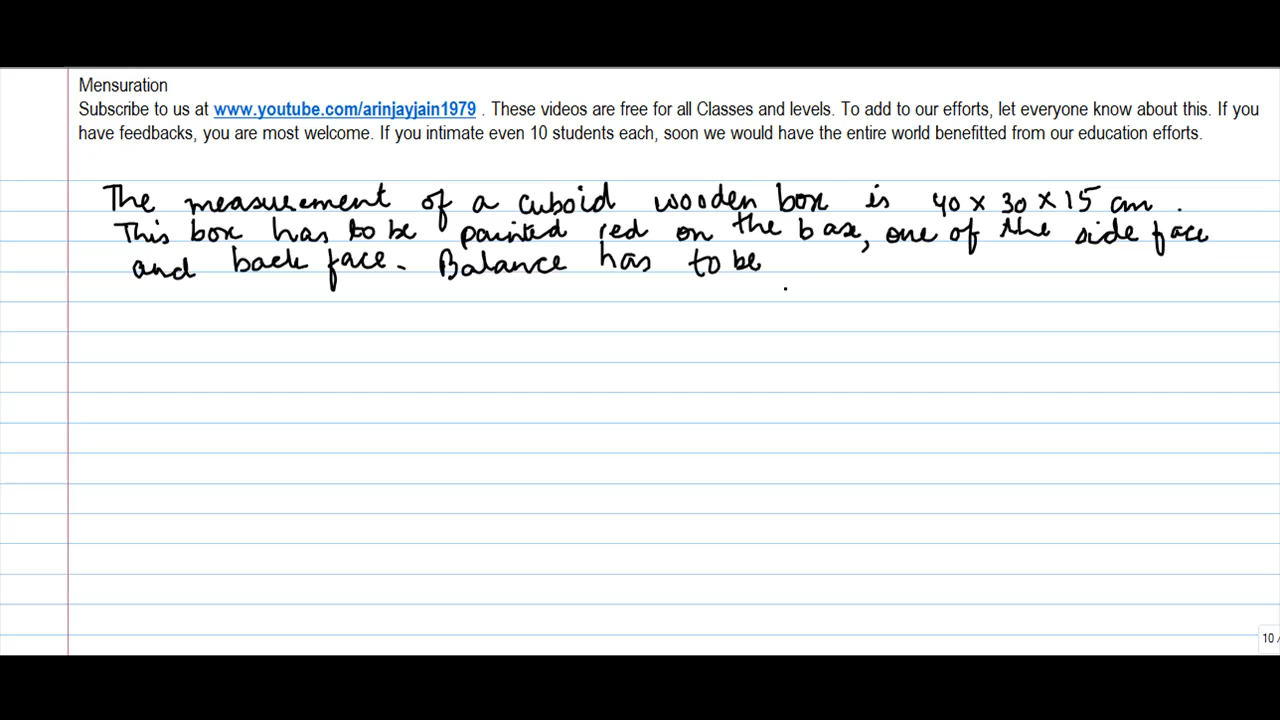 Mensuration
Subscribe to us at www.youtube.com/arinjayjain1979 . These videos are free for all Classes and levels. To add to our efforts, let everyone know about this. If you
have feedbacks, you are most welcome. If you intimate even 10 students each, soon we would have the entire world benefitted from our education efforts.
The measurement of a cuboid wooden box is 40 x 30 x 15 cm .
This box has to be painted red on the base, one of the side face
and back face. Balance has to be
10